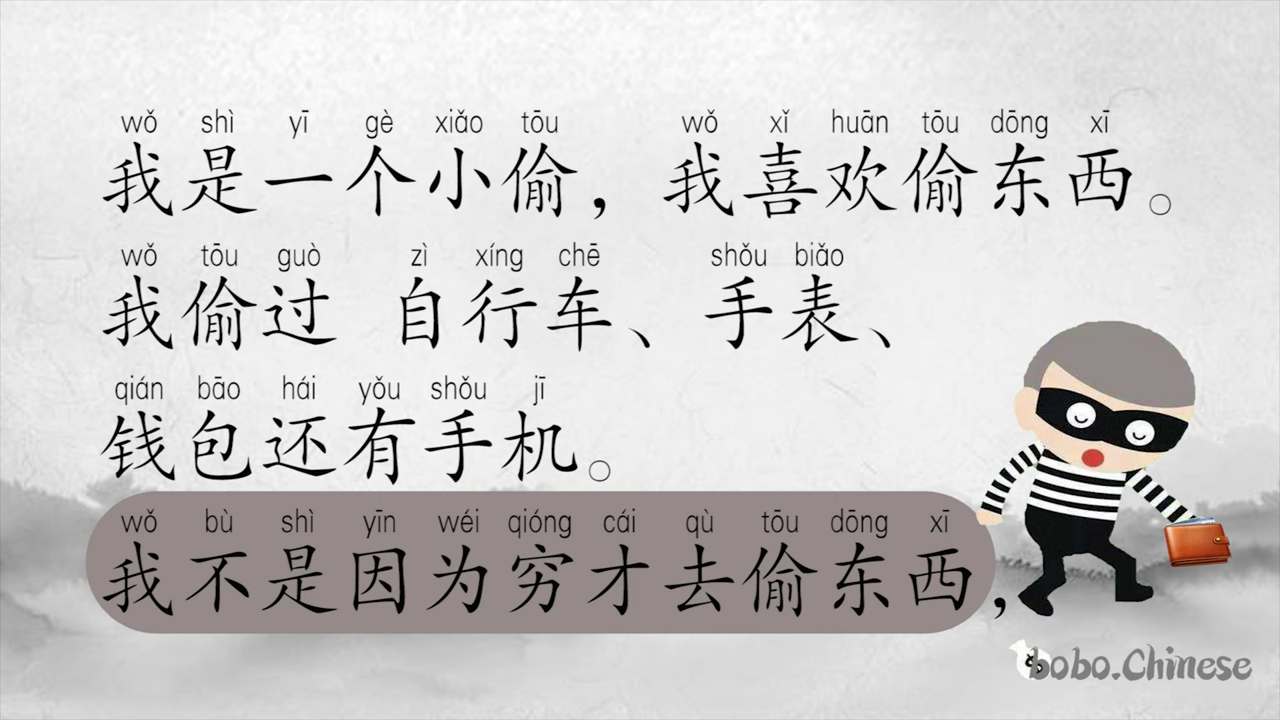 wǒ shì yī gè xiǎo tōu wǒ xǐ huān tōu dōng xī
我是一个小偷，我喜欢偷东西。
wǒ tōu guò zì xíng chē shǒu biǎo
我偷过 自行车、手表、
qián bāo hái yǒu shǒu jī
钱包还有手机。
wǒ bù shì yīn wéi qióng cái qù tōu dōng xī
我不是因为穷才去偷东西，
bobo.Chinese